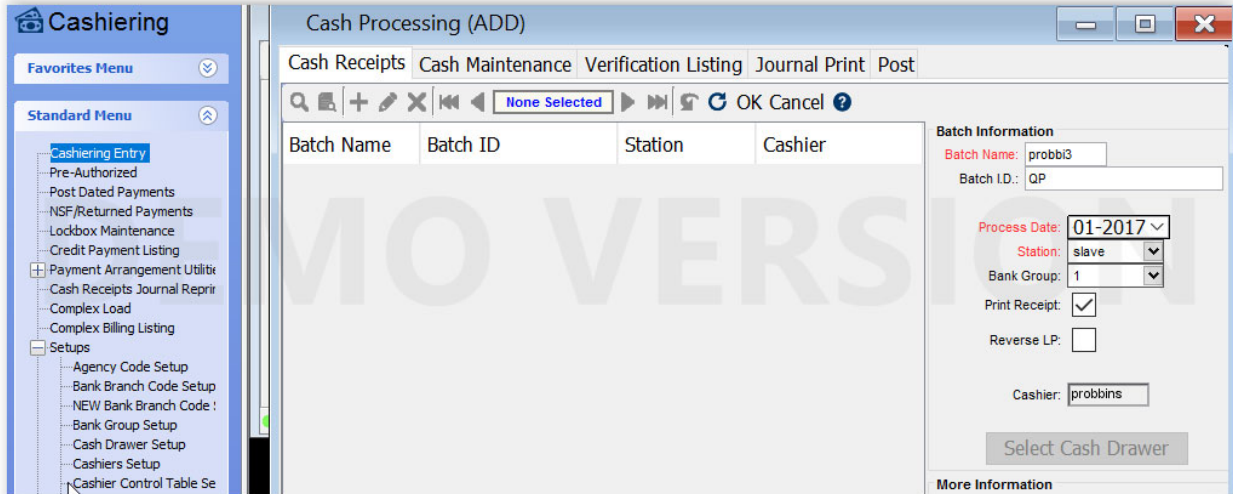 Cashiering
Favorites Menu
Standard Menu
Cashiering Entry
Pre-Authorized
Post Dated Payments
NSF/Returned Payments
Lockbox Maintenance
Credit Payment Listing
Payment Arrangement Utilitie
Cash Receipts Journal Reprir
Complex Load
Complex Billing Listing
Setups
Agency Code Setup
Bank Branch Code Setup
NEW Bank Branch Code
Bank Group Setup
Cash Drawer Setup
Cashiers Setup
Cashier Control Table Se
Cash Processing (ADD)
Cash Receipts Cash Maintenance Verification Listing Journal Print Post
None Selected OK Cancel
Batch Name Batch ID Station Cashier
Batch Information
Batch Name: probbi3
Batch I.D.: QP
Process Date: 01-2017
Station: slave
Bank Group: 1
Print Receipt:
Reverse LP:
Cashier: probbins
Select Cash Drawer
More Information
DEMO VERSION